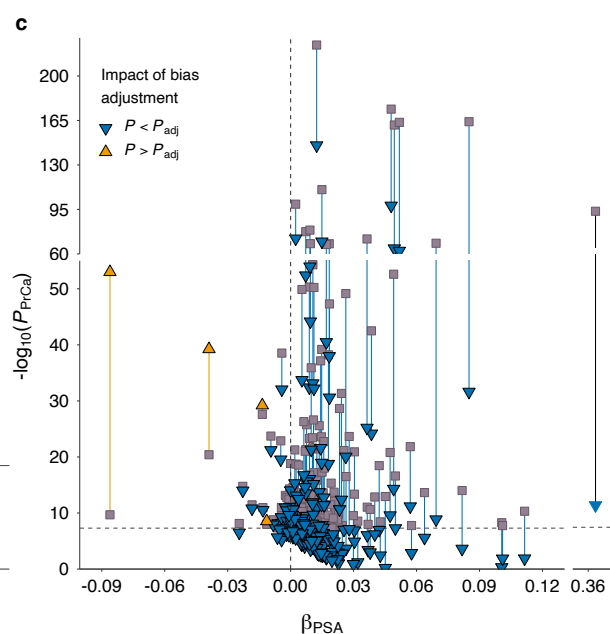 c
Impact of bias
adjustment
P < Padj
P > Padj
-log10(PPrCa)
200
165
130
95
60
50
40
30
20
10
0
-0.09
-0.06
-0.03
0.00
0.03
0.06
0.09
0.12
0.36
βPSA